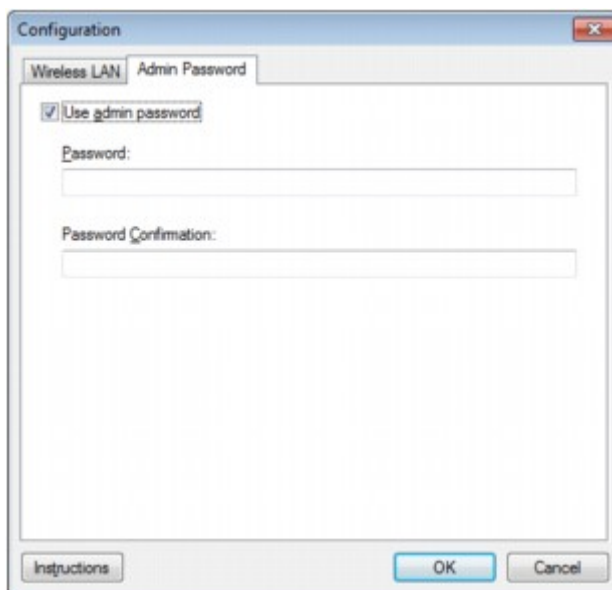 Configuration
Wireless LAN Admin Password
Use admin password
Password:
Password Confirmation:
Instructions OK Cancel